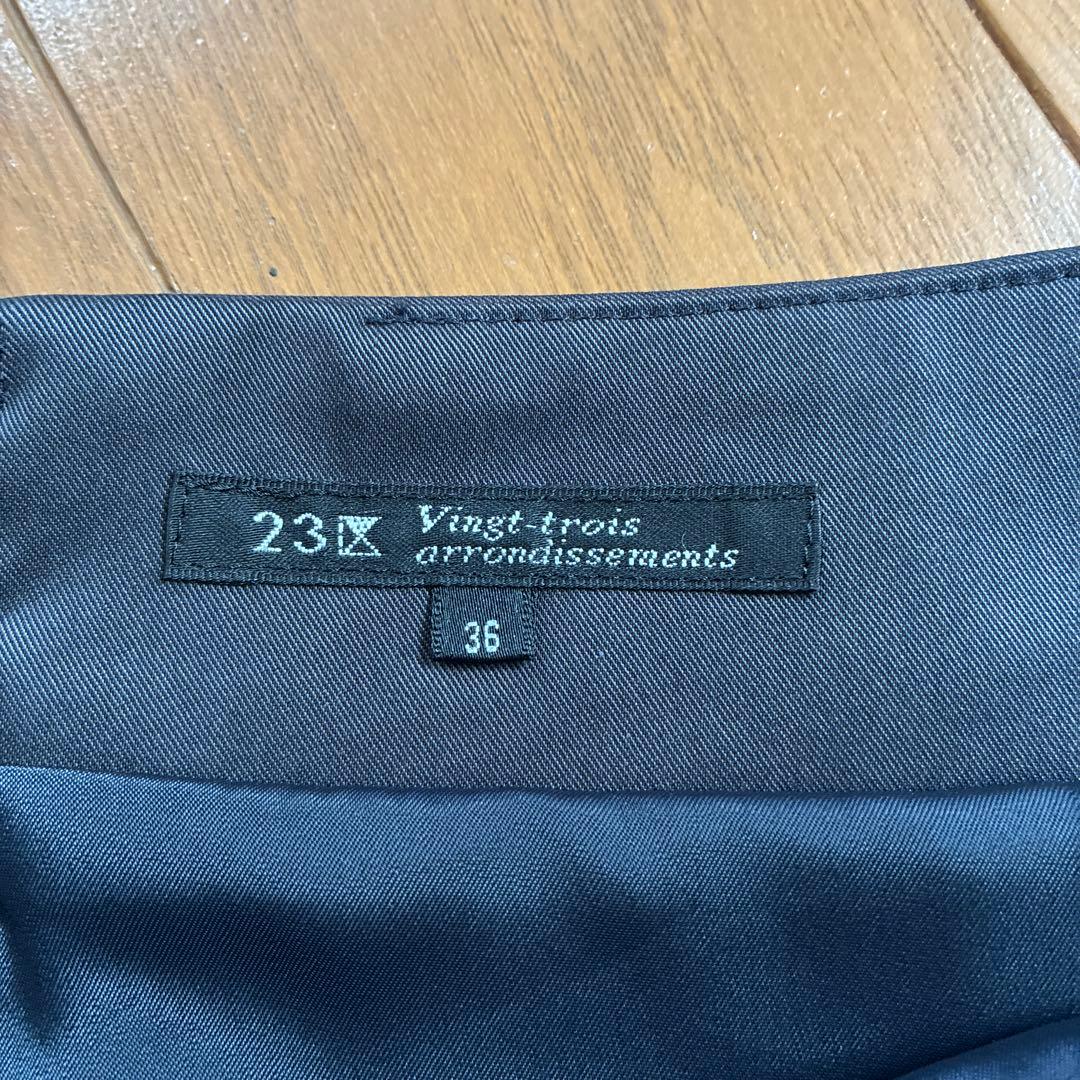 23区 Vingt-trois
arrondissements
36